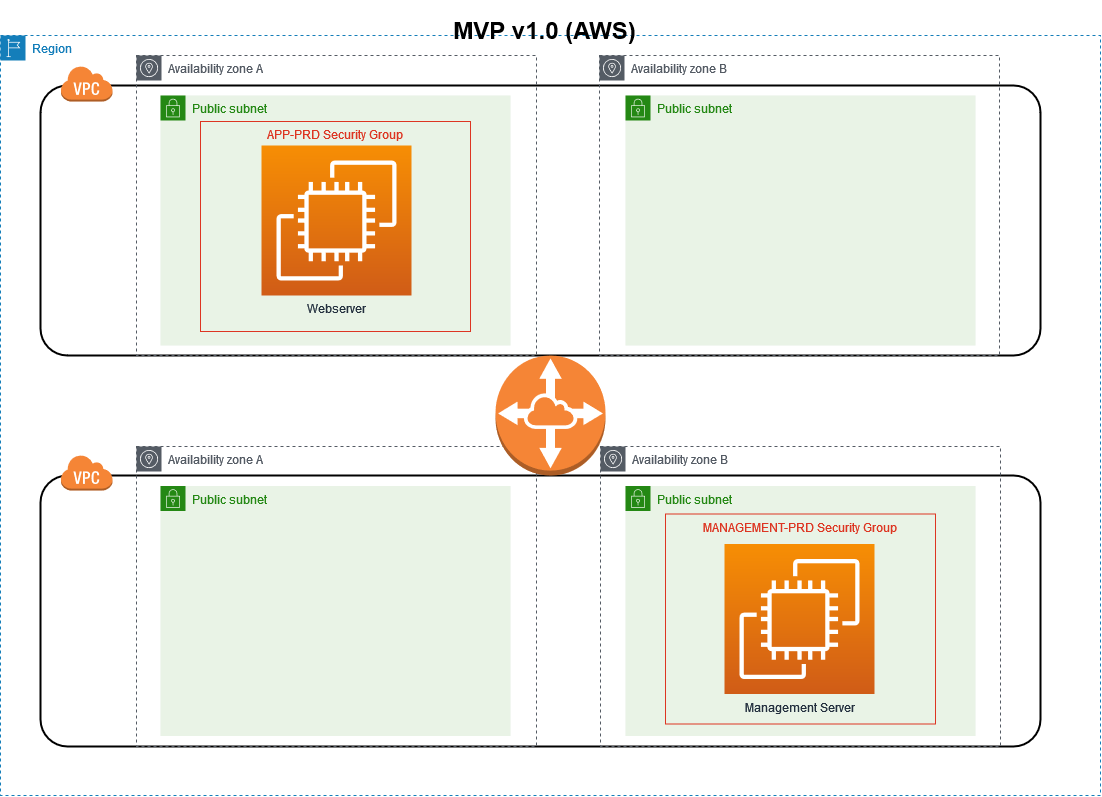 MVP v1.0 (AWS)
Region
Availability zone A
Availability zone B
VPC
Public subnet
Public subnet
APP-PRD Security Group
Webserver
Availability zone A
Availability zone B
VPC
Public subnet
Public subnet
MANAGEMENT-PRD Security Group
Management Server